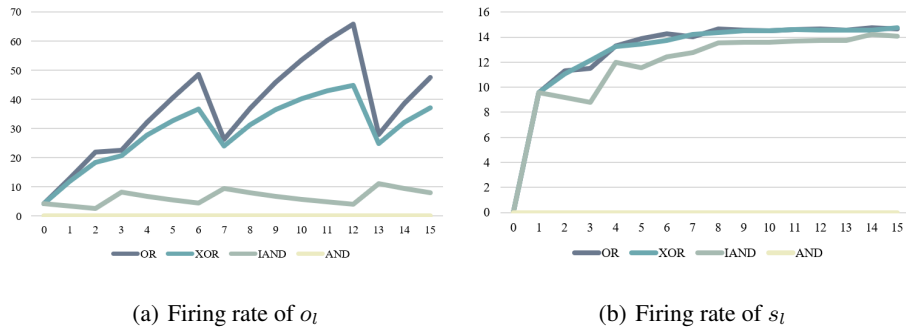 70
60
50
40
30
20
10
0
0 1 2 3 4 5 6 7 8 9 10 11 12 13 14 15
OR XOR IAND AND
(a) Firing rate of o_l
16
14
12
10
8
6
4
2
0
0 1 2 3 4 5 6 7 8 9 10 11 12 13 14 15
OR XOR IAND AND
(b) Firing rate of s_l